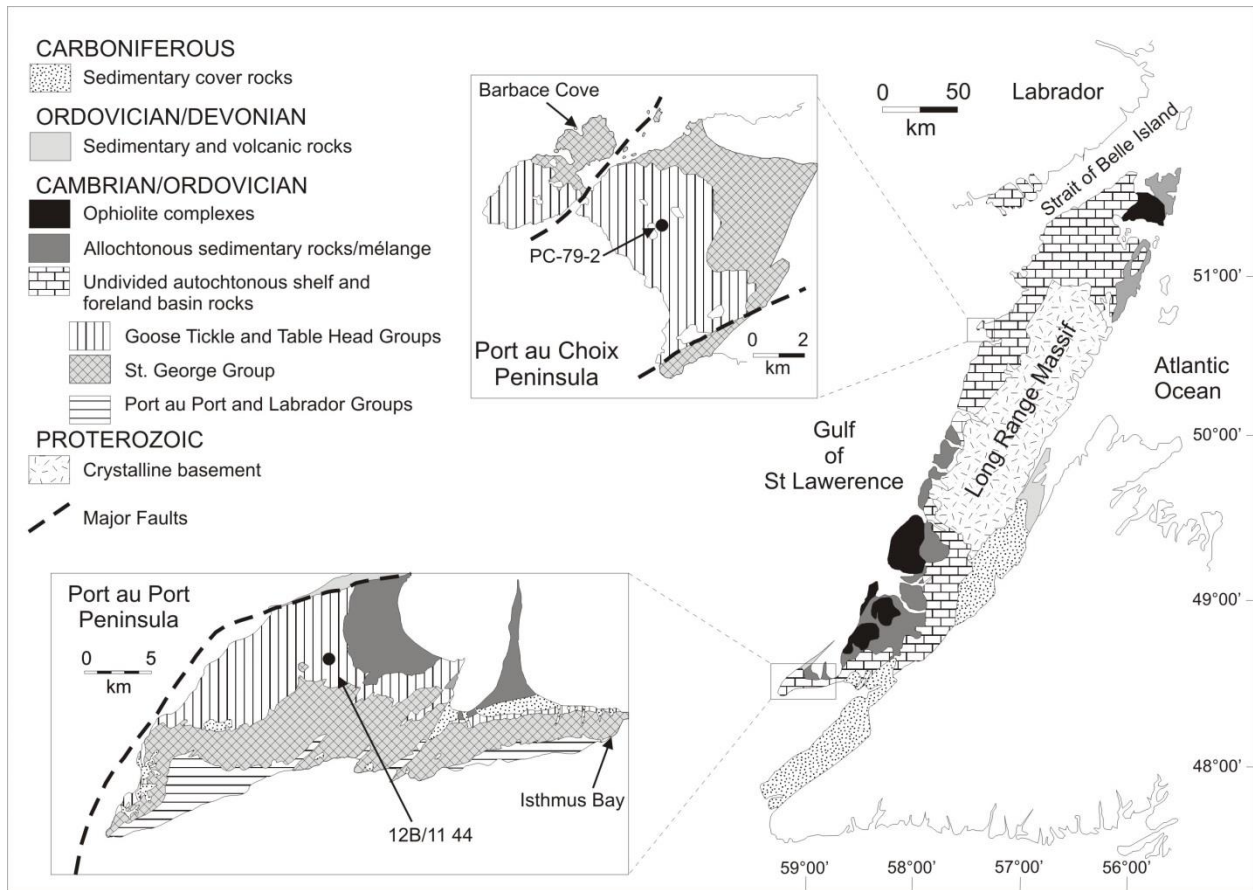 CARBONIFEROUS
Sedimentary cover rocks
ORDOVICIAN/DEVONIAN
Sedimentary and volcanic rocks
CAMBRIAN/ORDOVICIAN
Ophiolite complexes
Allochtonous sedimentary rocks/mélange
Undivided autochtonous shelf and
foreland basin rocks
Goose Tickle and Table Head Groups
St. George Group
Port au Port and Labrador Groups
PROTEROZOIC
Crystalline basement
Major Faults
Barbace Cove
PC-79-2
Port au Choix
Peninsula
0 2
km
0 50
km
Labrador
Strait of Belle Island
51°00’
Atlantic
Ocean
Long Range Massif
50°00’
Gulf
of
St Lawerence
49°00’
48°00’
59°00’ 58°00’ 57°00’ 56°00’
Port au Port
Peninsula
0 5
km
Isthmus Bay
12B/11 44